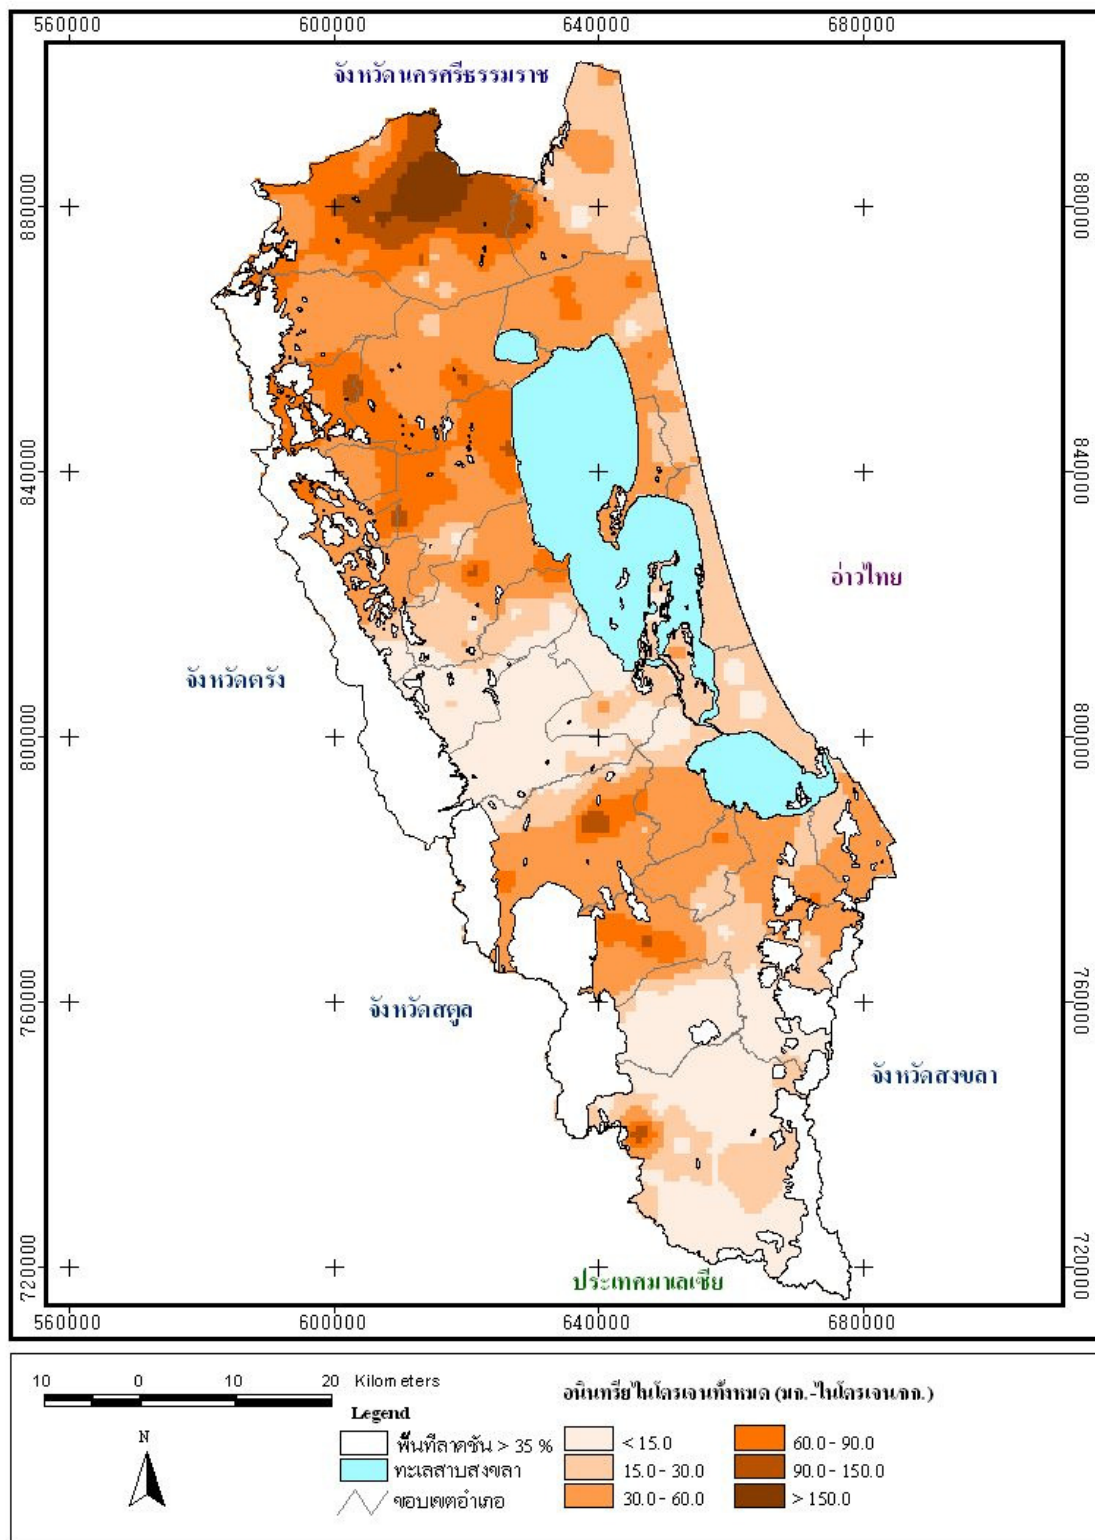 560000 600000 640000 680000
จังหวัดนครศรีธรรมราช
880000 880000
840000 840000
อ่าวไทย
จังหวัดตรัง
800000 800000
760000 760000
จังหวัดสตูล
จังหวัดสงขลา
720000 720000
ประเทศมาเลเซีย
560000 600000 640000 680000
10 0 10 20 Kilometers
อนินทรียไนโตรเจนทั้งหมด (มก.-ไนโตรเจน/กก.)
Legend
N
พื้นที่ลาดชัน > 35 %
ทะเลสาบสงขลา
ขอบเขตอำเภอ
< 15.0
15.0 - 30.0
30.0 - 60.0
60.0 - 90.0
90.0 - 150.0
> 150.0